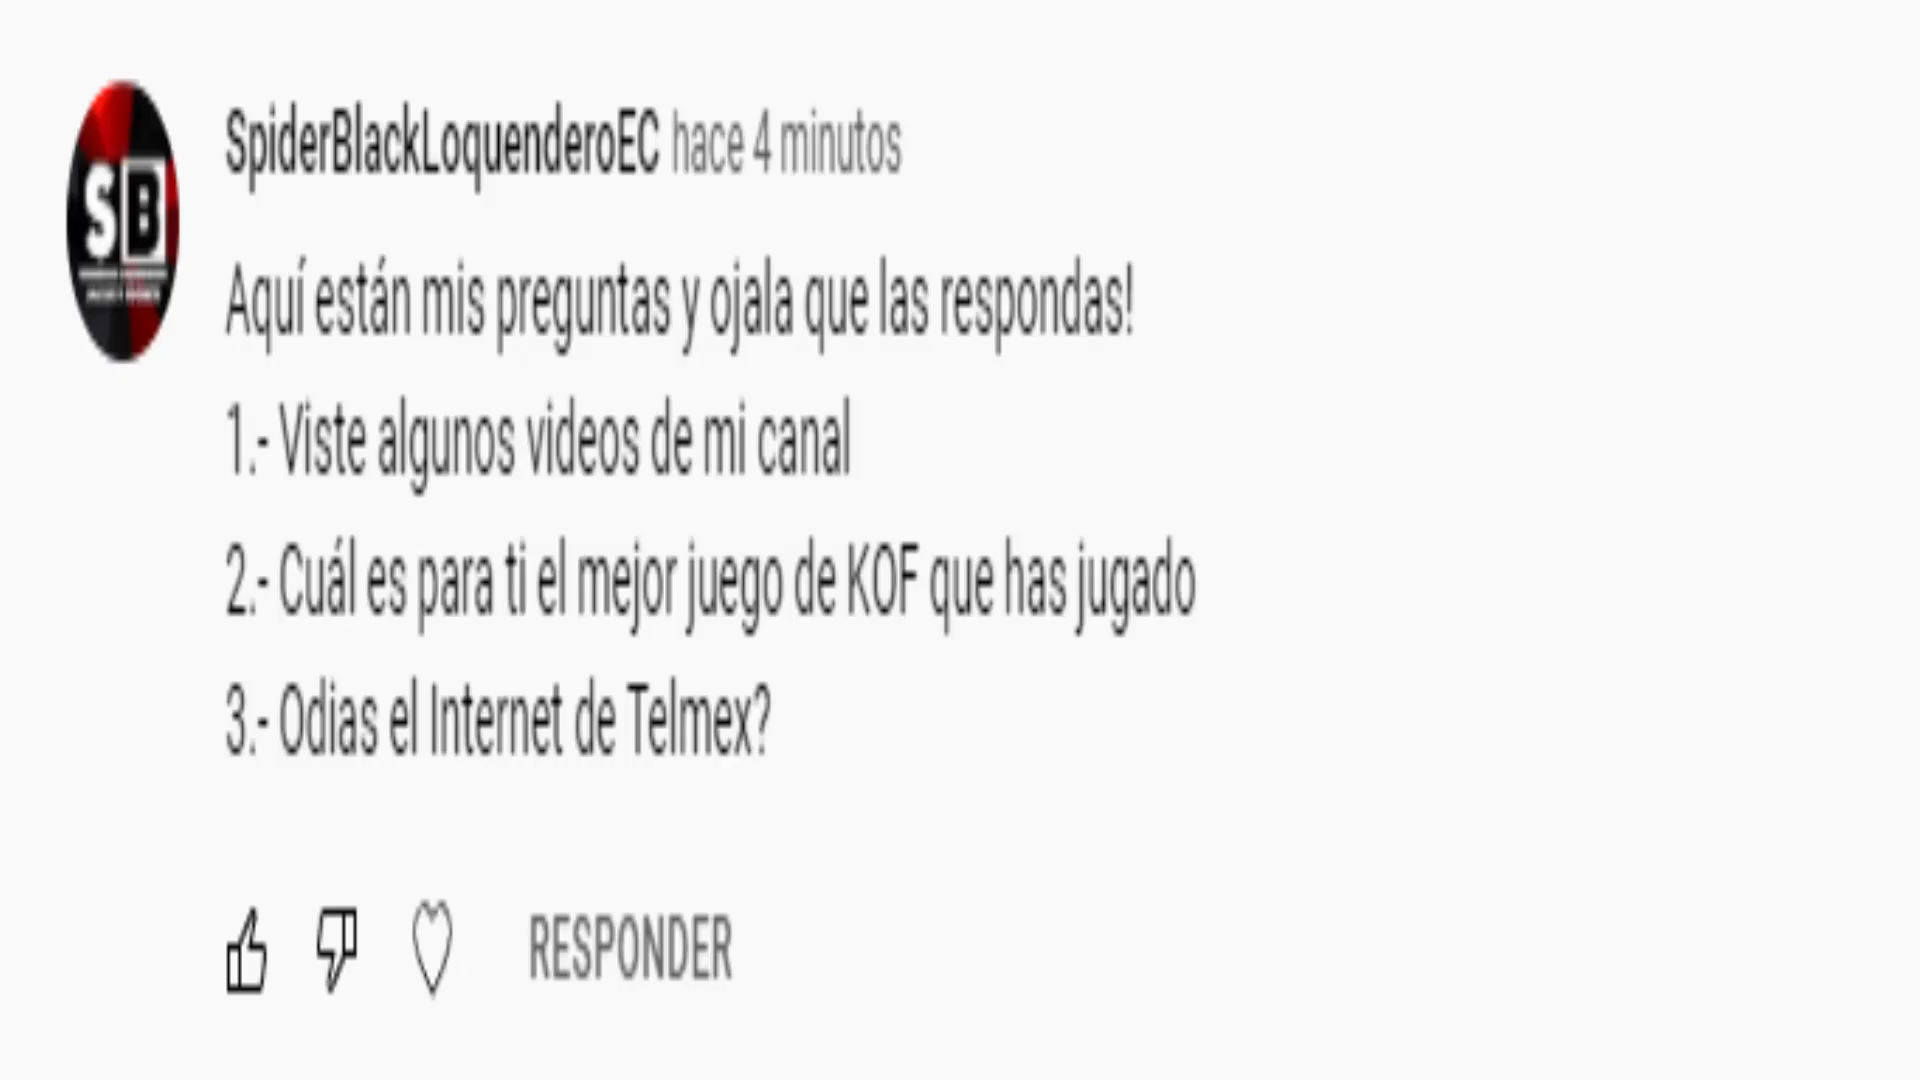 SB
SpiderBlackLoquenderoEC hace 4 minutos
Aquí están mis preguntas y ojala que las respondas!
1.- Viste algunos videos de mi canal
2.- Cuál es para ti el mejor juego de KOF que has jugado
3.- Odias el Internet de Telmex?
RESPONDER